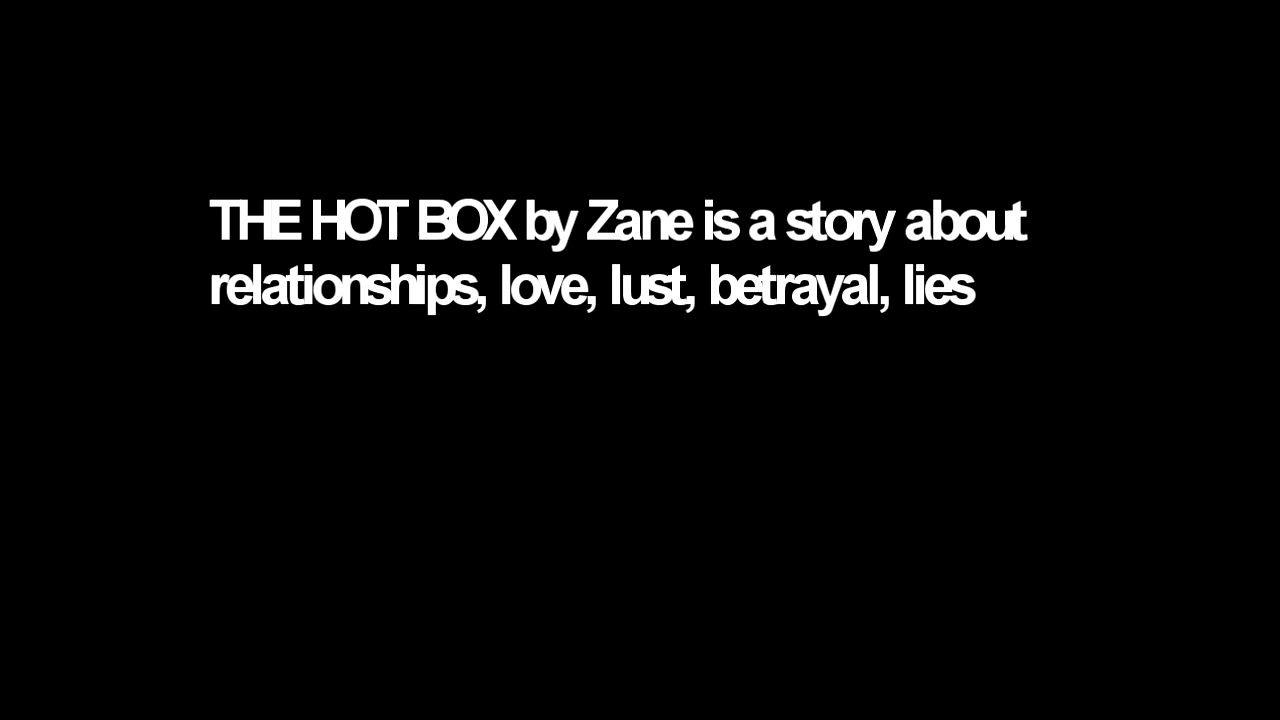 THE HOT BOX by Zane is a story about
relationships, love, lust, betrayal, lies